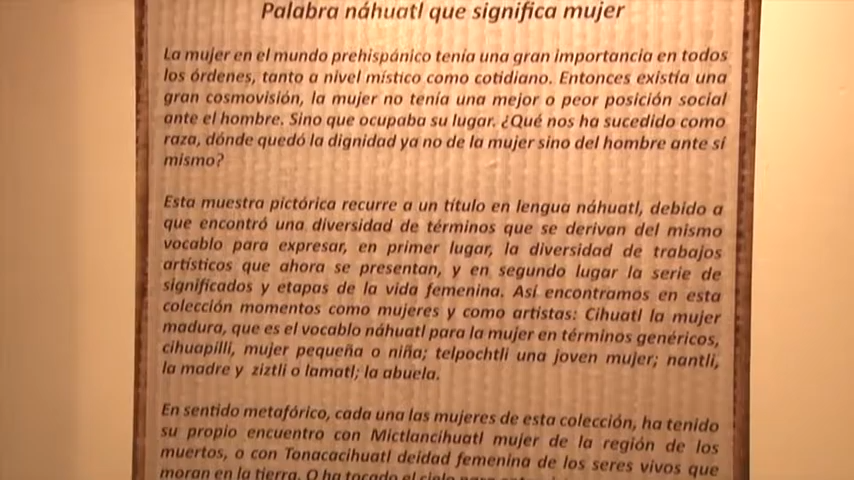 Palabra náhuatl que significa mujer
La mujer en el mundo prehispánico tenía una gran importancia en todos
los órdenes, tanto a nivel místico como cotidiano. Entonces existía una
gran cosmovisión, la mujer no tenía una mejor o peor posición social
ante el hombre. Sino que ocupaba su lugar. ¿Qué nos ha sucedido como
raza, dónde quedó la dignidad ya no de la mujer sino del hombre ante sí
mismo?
Esta muestra pictórica recurre a un título en lengua náhuatl, debido a
que encontró una diversidad de términos que se derivan del mismo
vocablo para expresar, en primer lugar, la diversidad de trabajos
artísticos que ahora se presentan, y en segundo lugar la serie de
significados y etapas de la vida femenina. Así encontramos en esta
colección momentos como mujeres y como artistas: Cihuatl la mujer
madura, que es el vocablo náhuatl para la mujer en términos genéricos,
cihuapilli, mujer pequeña o niña; telpochtli una joven mujer; nantli,
la madre y ziztli o lamatl; la abuela.
En sentido metafórico, cada una las mujeres de esta colección, ha tenido
su propio encuentro con Mictlancihuatl mujer de la región de los
muertos, o con Tonacacihuatl deidad femenina de los seres vivos que
moran en la tierra. O ha tocado el cielo para